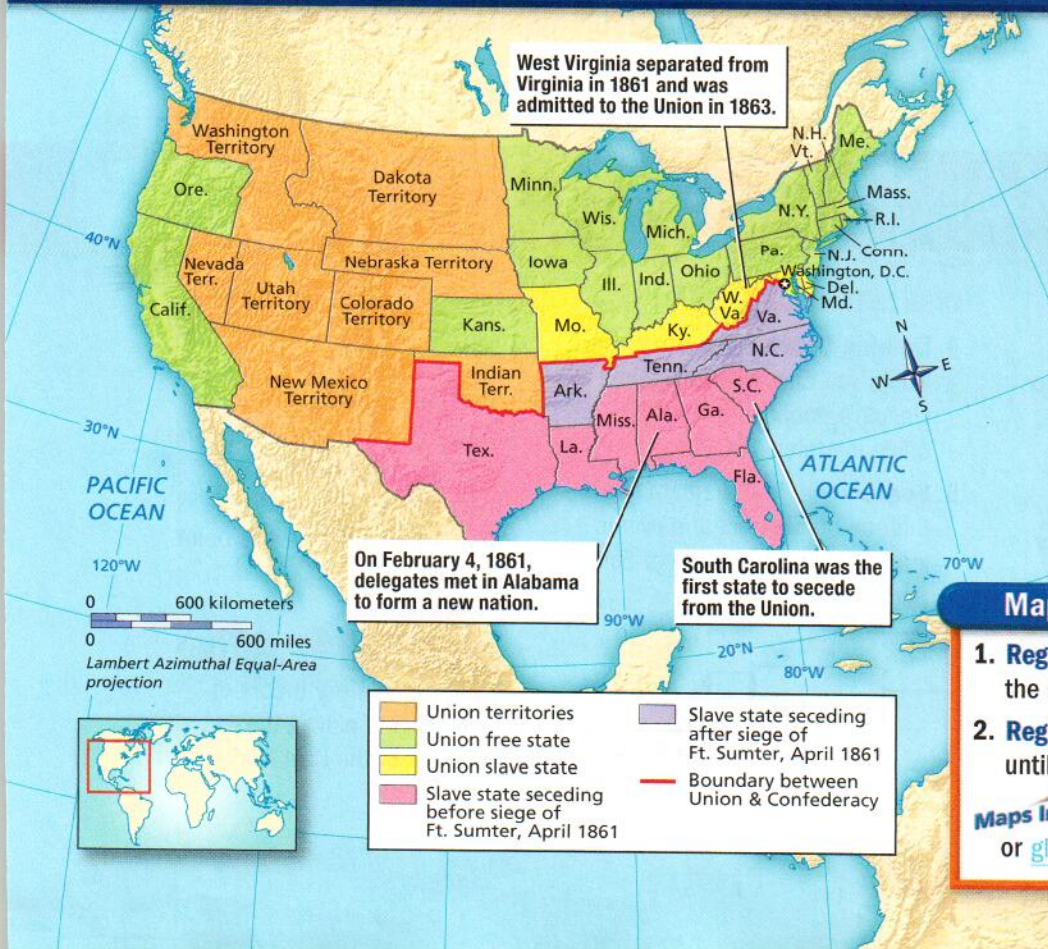 West Virginia separated from
Virginia in 1861 and was
admitted to the Union in 1863.
Washington
Territory
Dakota
Territory
Minn.
N.H.
Vt.
Me.
Ore.
Wis.
Mich.
N.Y.
Mass.
R.I.
Conn.
40°N
Nevada
Terr.
Nebraska Territory
Iowa
Ill.
Ind.
Ohio
Pa.
N.J.
Washington, D.C.
Del.
Md.
Utah
Territory
Colorado
Territory
Calif.
Kans.
Mo.
Ky.
W.
Va.
Va.
New Mexico
Territory
Indian
Terr.
Ark.
Tenn.
N.C.
S.C.
N
W
E
S
30°N
Tex.
La.
Miss.
Ala.
Ga.
Fla.
PACIFIC
OCEAN
ATLANTIC
OCEAN
On February 4, 1861,
delegates met in Alabama
to form a new nation.
South Carolina was the
first state to secede
from the Union.
120°W
90°W
70°W
20°N
80°W
0 600 kilometers
0 600 miles
Lambert Azimuthal Equal-Area
projection
Union territories
Union free state
Union slave state
Slave state seceding
before siege of
Ft. Sumter, April 1861
Slave state seceding
after siege of
Ft. Sumter, April 1861
Boundary between
Union & Confederacy
1. Reg
the
2. Reg
until
Maps
or